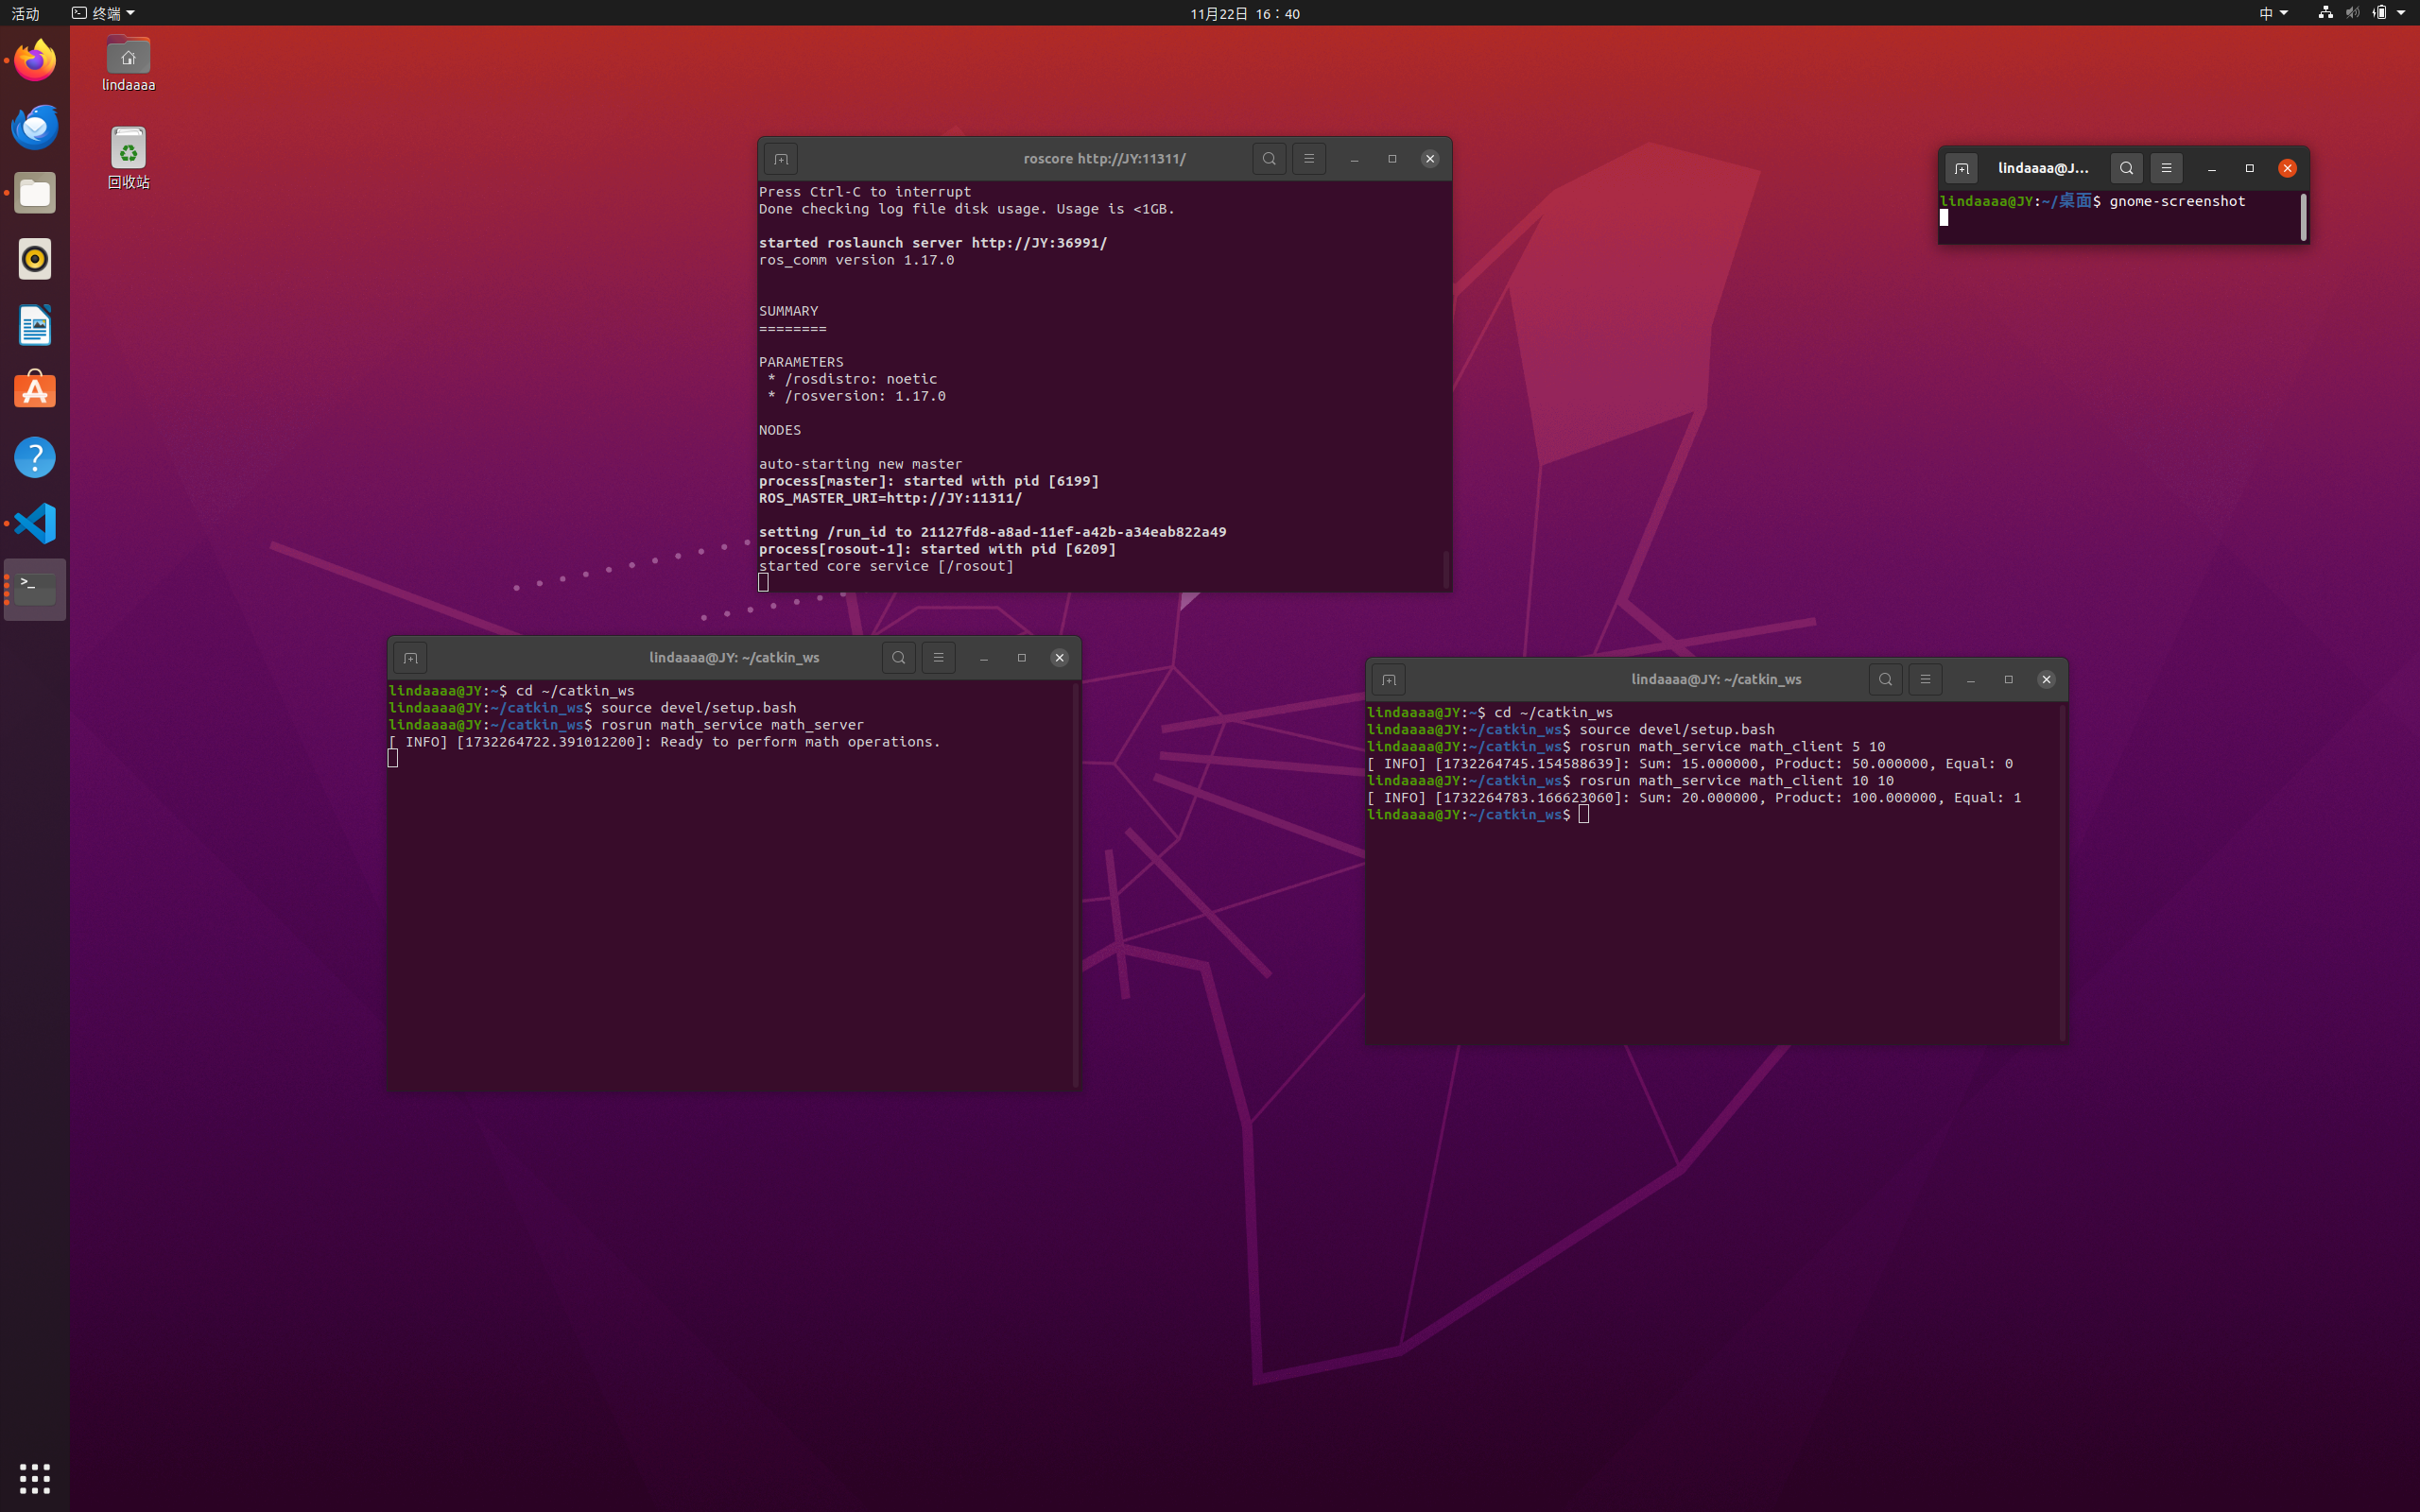 活动 终端 11月22日 16：40 中
lindaaaa
回收站
roscore http://JY:11311/
Press Ctrl-C to interrupt
Done checking log file disk usage. Usage is <1GB.
started roslaunch server http://JY:36991/
ros_comm version 1.17.0
SUMMARY
========
PARAMETERS
 * /rosdistro: noetic
 * /rosversion: 1.17.0
NODES
auto-starting new master
process[master]: started with pid [6199]
ROS_MASTER_URI=http://JY:11311/
setting /run_id to 21127fd8-a8ad-11ef-a42b-a34eab822a49
process[rosout-1]: started with pid [6209]
started core service [/rosout]
lindaaaa@J...
lindaaaa@JY:~/桌面$ gnome-screenshot
lindaaaa@JY: ~/catkin_ws
lindaaaa@JY:~$ cd ~/catkin_ws
lindaaaa@JY:~/catkin_ws$ source devel/setup.bash
lindaaaa@JY:~/catkin_ws$ rosrun math_service math_server
[ INFO] [1732264722.391012200]: Ready to perform math operations.
lindaaaa@JY: ~/catkin_ws
lindaaaa@JY:~$ cd ~/catkin_ws
lindaaaa@JY:~/catkin_ws$ source devel/setup.bash
lindaaaa@JY:~/catkin_ws$ rosrun math_service math_client 5 10
[ INFO] [1732264745.154588639]: Sum: 15.000000, Product: 50.000000, Equal: 0
lindaaaa@JY:~/catkin_ws$ rosrun math_service math_client 10 10
[ INFO] [1732264783.166623060]: Sum: 20.000000, Product: 100.000000, Equal: 1
lindaaaa@JY:~/catkin_ws$